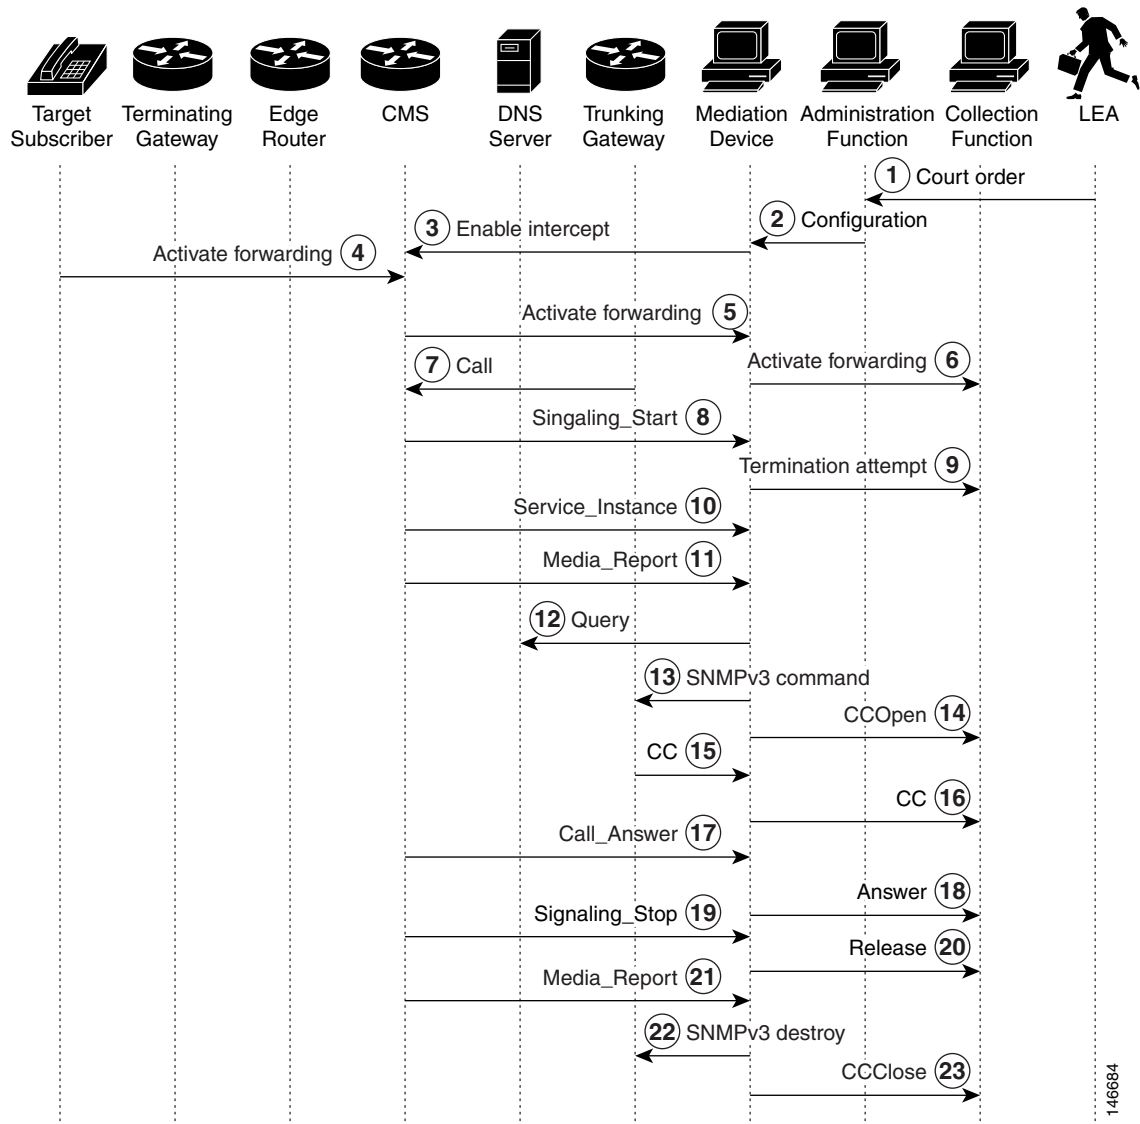 Target Subscriber
Terminating Gateway
Edge Router
CMS
DNS Server
Trunking Gateway
Mediation Device
Administration Function
Collection Function
LEA
1 Court order
2 Configuration
3 Enable intercept
Activate forwarding 4
Activate forwarding 5
Activate forwarding 6
7 Call
Singaling_Start 8
Termination attempt 9
Service_Instance 10
Media_Report 11
12 Query
13 SNMPv3 command
CCOpen 14
CC 15
CC 16
Call_Answer 17
Answer 18
Signaling_Stop 19
Release 20
Media_Report 21
22 SNMPv3 destroy
CCClose 23
146684